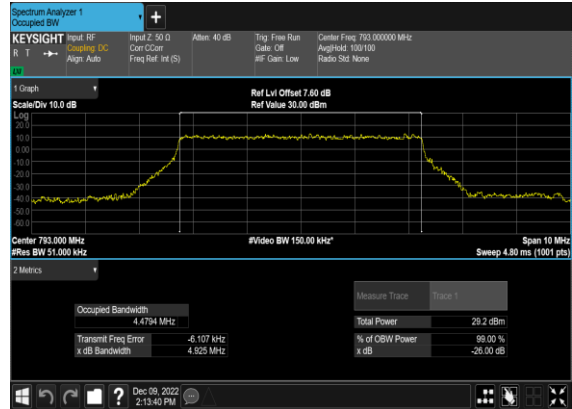 Spectrum Analyzer 1
Occupied BW
KEYSIGHT
R T
Input: RF
Coupling: DC
Align: Auto
Input Z: 50 Ω
Corr CCorr
Freq Ref: Int (S)
Atten: 40 dB
Trig: Free Run
Gate: Off
#IF Gain: Low
Center Freq: 793.000000 MHz
Avg|Hold: 100/100
Radio Std: None
1 Graph
Scale/Div 10.0 dB
Ref Lvl Offset 7.60 dB
Ref Value 30.00 dBm
Log
20.0
10.0
0.00
-10.0
-20.0
-30.0
-40.0
-50.0
-60.0
Center 793.000 MHz
#Res BW 51.000 kHz
#Video BW 150.00 kHz*
Span 10 MHz
Sweep 4.80 ms (1001 pts)
2 Metrics
Measure Trace
Trace 1
Occupied Bandwidth
4.4794 MHz
Total Power
29.2 dBm
Transmit Freq Error
-6.107 kHz
% of OBW Power
99.00 %
x dB Bandwidth
4.925 MHz
x dB
-26.00 dB
?
Dec 09, 2022
2:13:40 PM